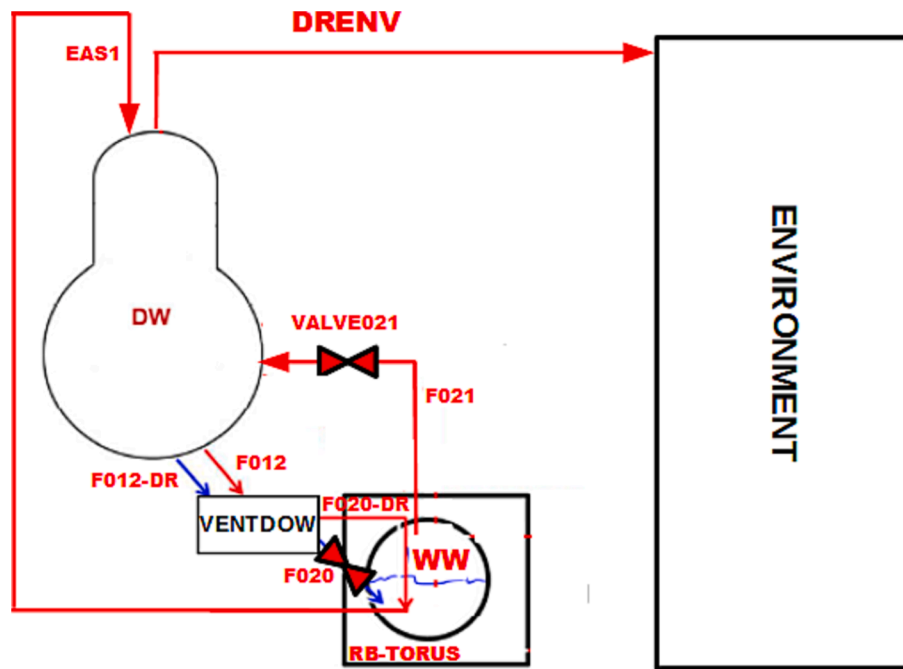 DRENV
EAS1
DW
VALVE021
F021
F012-DR
F012
VENTDOW
F020-DR
F020
WW
RB-TORUS
ENVIRONMENT